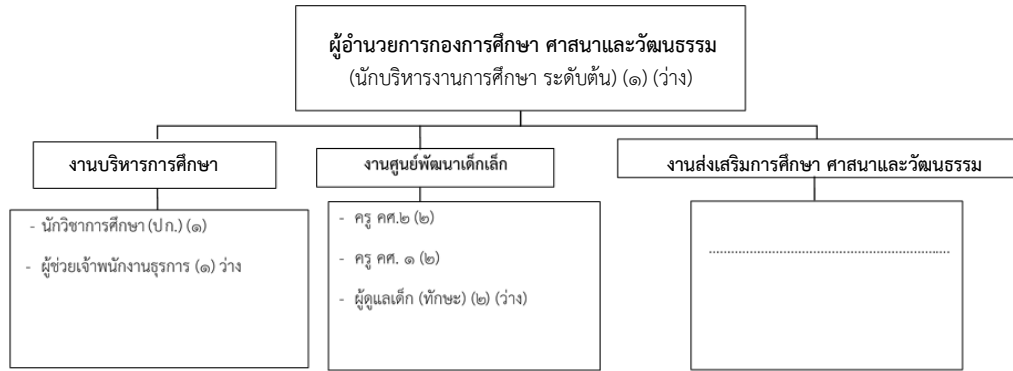 ผู้อำนวยการกองการศึกษา ศาสนาและวัฒนธรรม
(นักบริหารงานการศึกษา ระดับต้น) (๑) (ว่าง)
งานบริหารการศึกษา
- นักวิชาการศึกษา (ปก.) (๑)
- ผู้ช่วยเจ้าพนักงานธุรการ (๑) ว่าง
งานศูนย์พัฒนาเด็กเล็ก
- ครู คศ.๒ (๒)
- ครู คศ. ๑ (๒)
- ผู้ดูแลเด็ก (ทักษะ) (๒) (ว่าง)
งานส่งเสริมการศึกษา ศาสนาและวัฒนธรรม